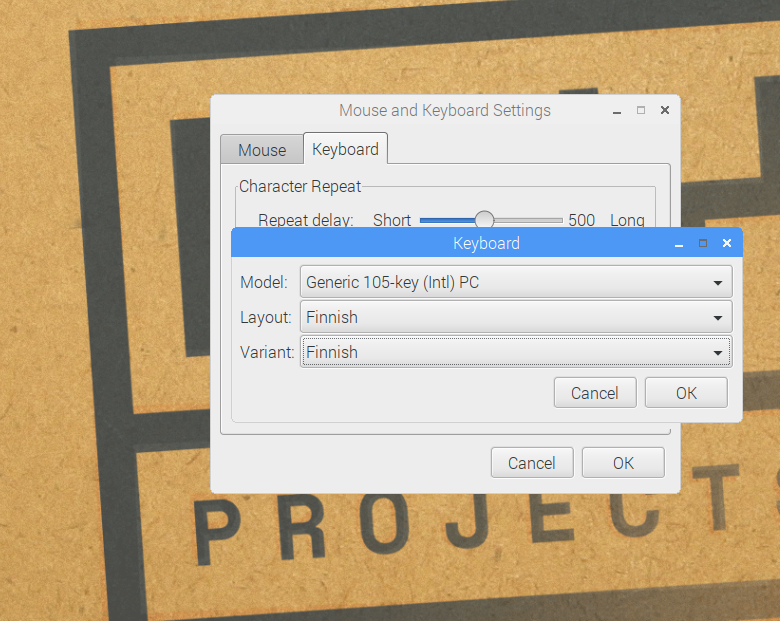 Mouse and Keyboard Settings
Mouse Keyboard
Character Repeat
Repeat delay: Short 500 Long
Keyboard
Model: Generic 105-key (Intl) PC
Layout: Finnish
Variant: Finnish
Cancel OK
Cancel OK
PROJECTS